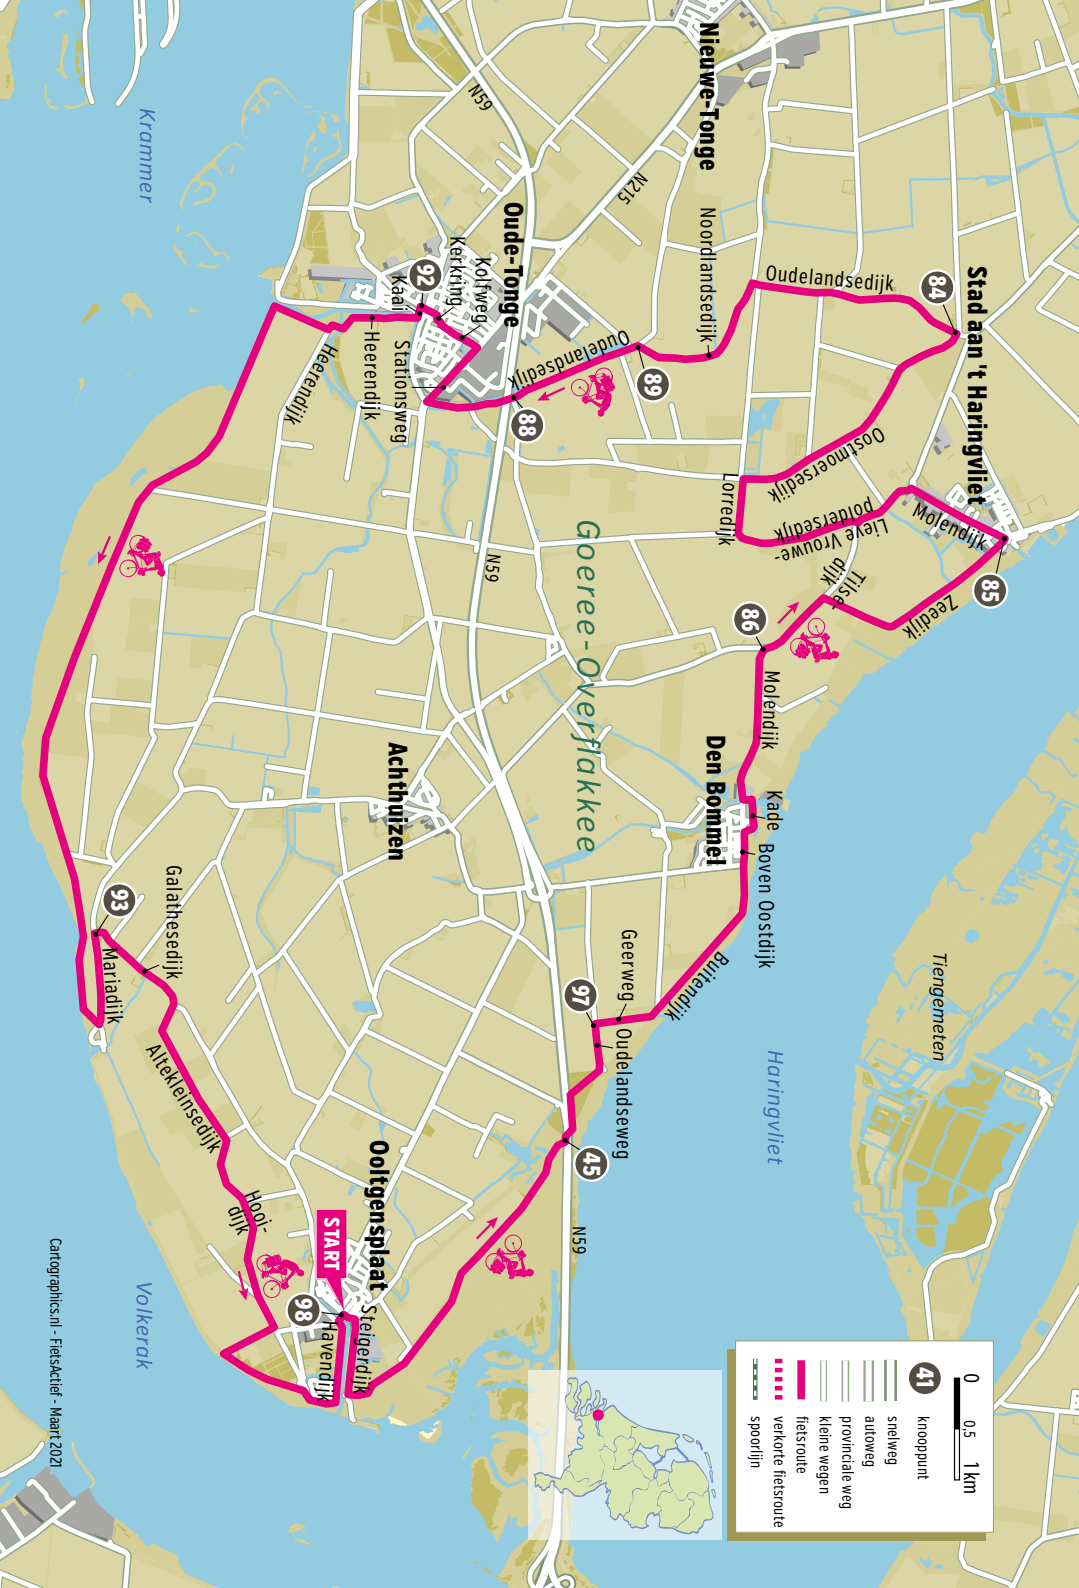 Nieuwe-Tonge
Stad aan 't Haringvliet
Oude-Tonge
Krammer
N59
N215
Noordlandsedijk
Oudelandsedijk
84
92
Kaai
Kerkring
Kolfweg
Stationsweg
Heerendijk
Heerendijk
Oudelandsedijk
89
88
Oostmoersedijk
Lorredijk
Lieve Vrouwe-
poldersedijk
Molendijk
85
Zeedijk
Tilse-
dijk
86
Molendijk
N59
Goeree-Overflakkee
Den Bommel
Kade
Boven Oostdijk
Buitendijk
Achthuizen
Geerweg
97
Oudelandseweg
45
N59
Tiengemeten
Haringvliet
93
Mariadijk
Galathesedijk
Altekleinsedijk
Hooi-
dijk
Ooltgensplaat
START
98
Havendijk
Steigerdijk
Volkerak
Cartographics.nl - FietsActief - Maart 2021
0 0,5 1 km
41 knooppunt
snelweg
autoweg
provinciale weg
kleine wegen
fietsroute
verkorte fietsroute
spoorlijn